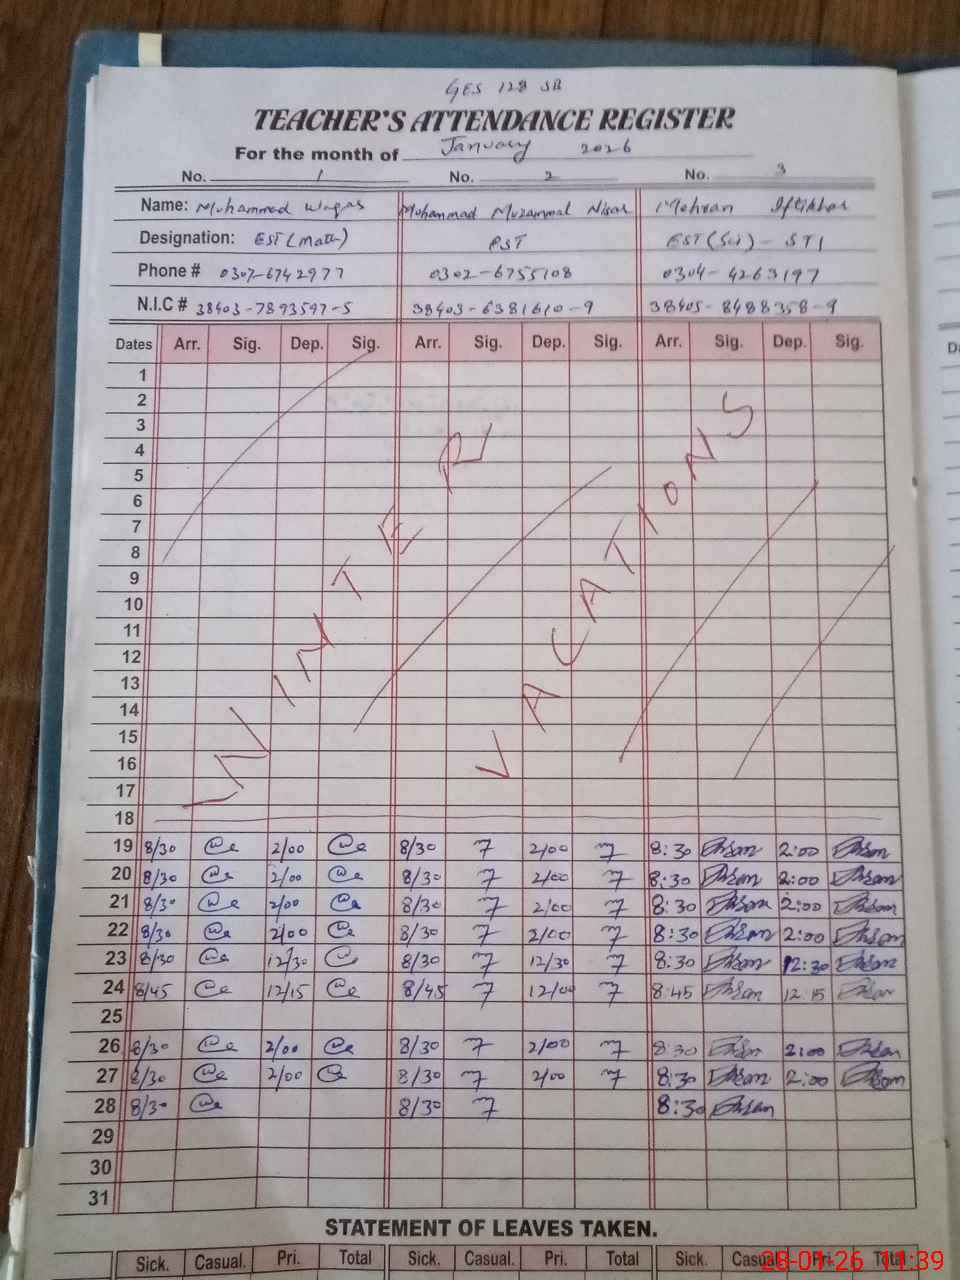 GES 128 SB
TEACHER'S ATTENDANCE REGISTER
For the month of January 2026
No. 1 No. 2 No. 3
Name: Muhammad Waqas Mohammad Muzammal Nisar Mehran Iftikhar
Designation: EST (Math) PST EST (Sci) - STI
Phone # 0307-6742977 0302-6755108 0304-4263197
N.I.C # 38403-7893597-5 38403-6381610-9 38405-8488358-9
Dates Arr. Sig. Dep. Sig. Arr. Sig. Dep. Sig. Arr. Sig. Dep. Sig.
1
2
3
4
5
6
7
8
9
10
11
12
13
14
15
16
17
18
WINTER VACATIONS
19 8/30 2/00 8/30 2/00 8:30 2:00
20 8/30 2/00 8/30 2/00 8:30 2:00
21 8/30 2/00 8/30 2/00 8:30 2:00
22 8/30 2/00 8/30 2/00 8:30 2:00
23 8/30 12/30 8/30 12/30 8:30 12:30
24 8/45 12/15 8/45 12/00 8:45 12:15
25
26 8/30 2/00 8/30 2/00 8:30 2:00
27 8/30 2/00 8/30 2/00 8:30 2:00
28 8/30 8/30 8:30
29
30
31
STATEMENT OF LEAVES TAKEN.
Sick. Casual. Pri. Total Sick. Casual. Pri. Total Sick. Casual. Pri. Total
28-01-26 11:39